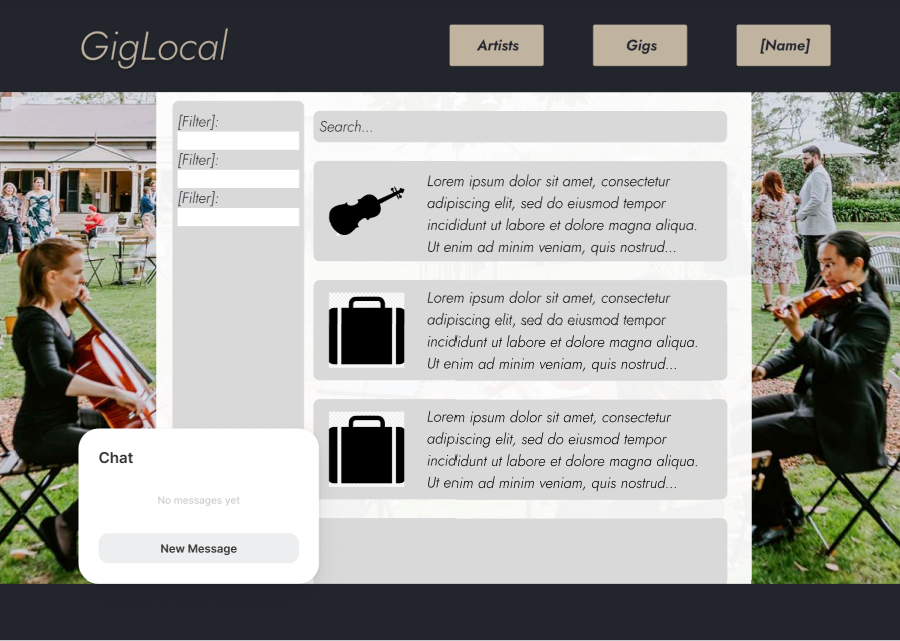 GigLocal
Artists
Gigs
[Name]
[Filter]:
[Filter]:
[Filter]:
Search...
Lorem ipsum dolor sit amet, consectetur
adipiscing elit, sed do eiusmod tempor
incididunt ut labore et dolore magna aliqua.
Ut enim ad minim veniam, quis nostrud...
Lorem ipsum dolor sit amet, consectetur
adipiscing elit, sed do eiusmod tempor
incididunt ut labore et dolore magna aliqua.
Ut enim ad minim veniam, quis nostrud...
Lorem ipsum dolor sit amet, consectetur
adipiscing elit, sed do eiusmod tempor
incididunt ut labore et dolore magna aliqua.
Ut enim ad minim veniam, quis nostrud...
Chat
No messages yet
New Message